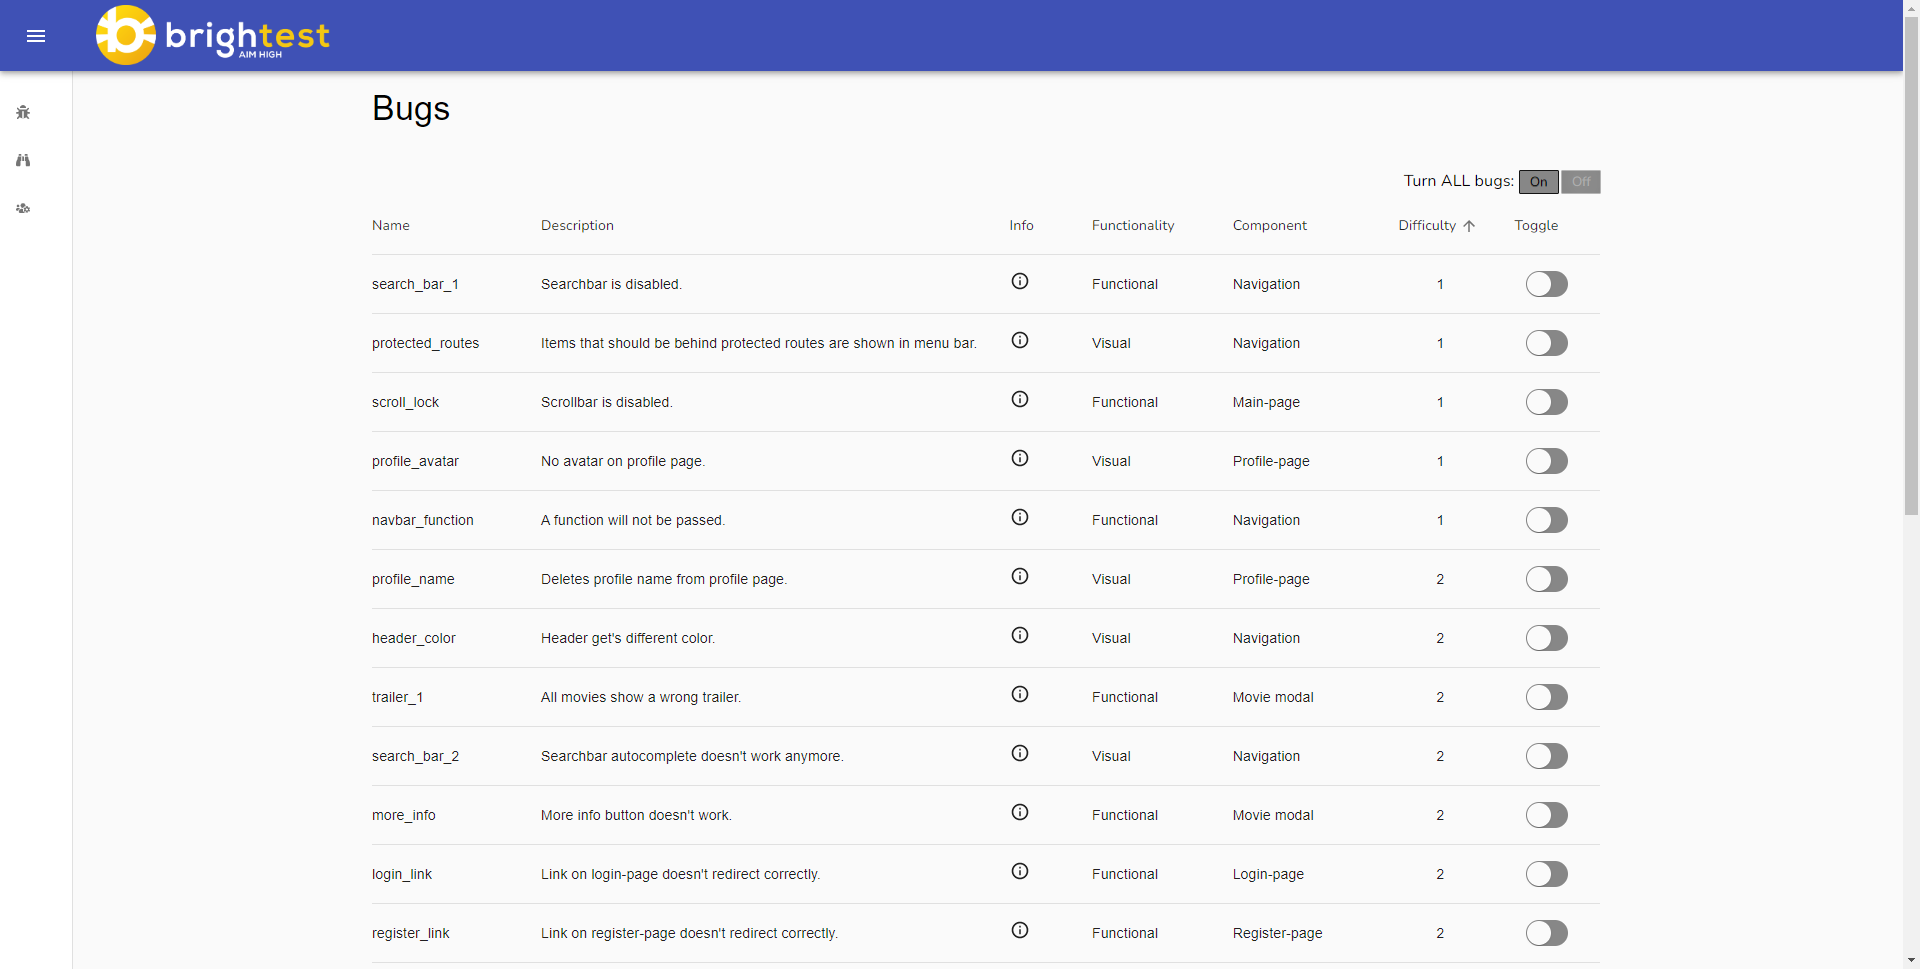 brightest
AIM HIGH
Bugs
Turn ALL bugs: On Off
Name Description Info Functionality Component Difficulty Toggle
search_bar_1 Searchbar is disabled. Functional Navigation 1
protected_routes Items that should be behind protected routes are shown in menu bar. Visual Navigation 1
scroll_lock Scrollbar is disabled. Functional Main-page 1
profile_avatar No avatar on profile page. Visual Profile-page 1
navbar_function A function will not be passed. Functional Navigation 1
profile_name Deletes profile name from profile page. Visual Profile-page 2
header_color Header get's different color. Visual Navigation 2
trailer_1 All movies show a wrong trailer. Functional Movie modal 2
search_bar_2 Searchbar autocomplete doesn't work anymore. Visual Navigation 2
more_info More info button doesn't work. Functional Movie modal 2
login_link Link on login-page doesn't redirect correctly. Functional Login-page 2
register_link Link on register-page doesn't redirect correctly. Functional Register-page 2